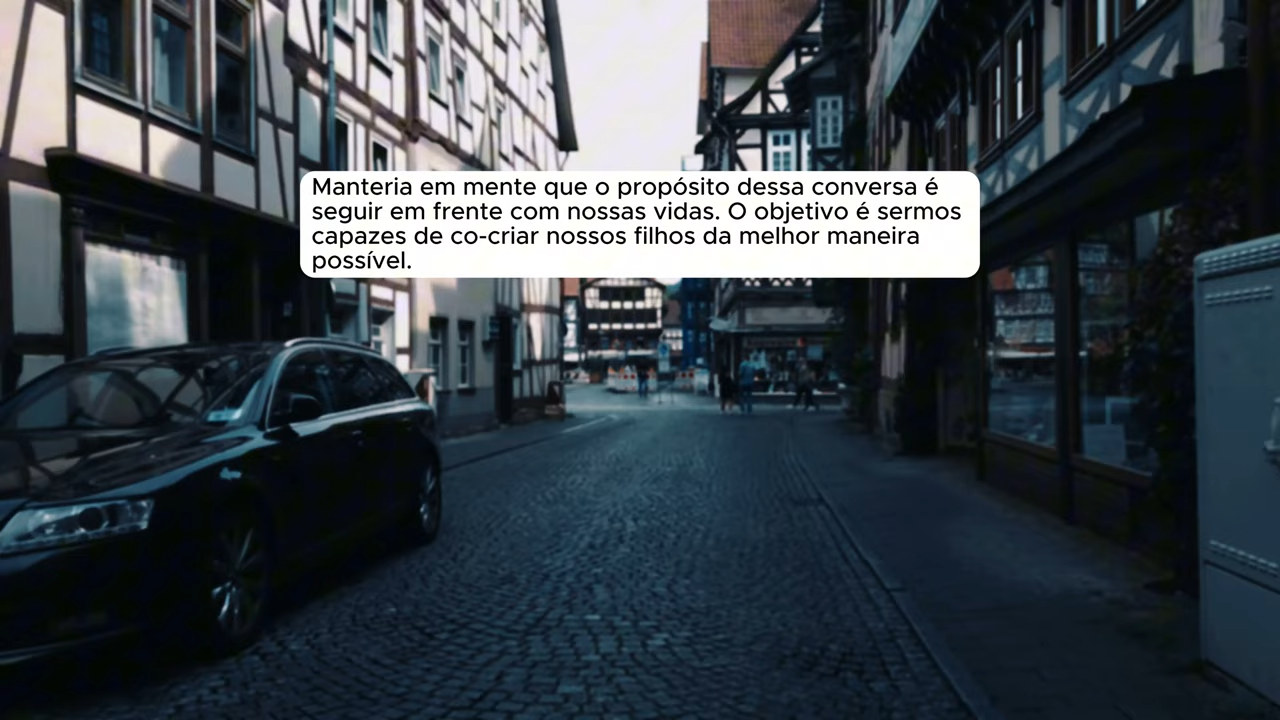 Manteria em mente que o propósito dessa conversa é
seguir em frente com nossas vidas. O objetivo é sermos
capazes de co-criar nossos filhos da melhor maneira
possível.